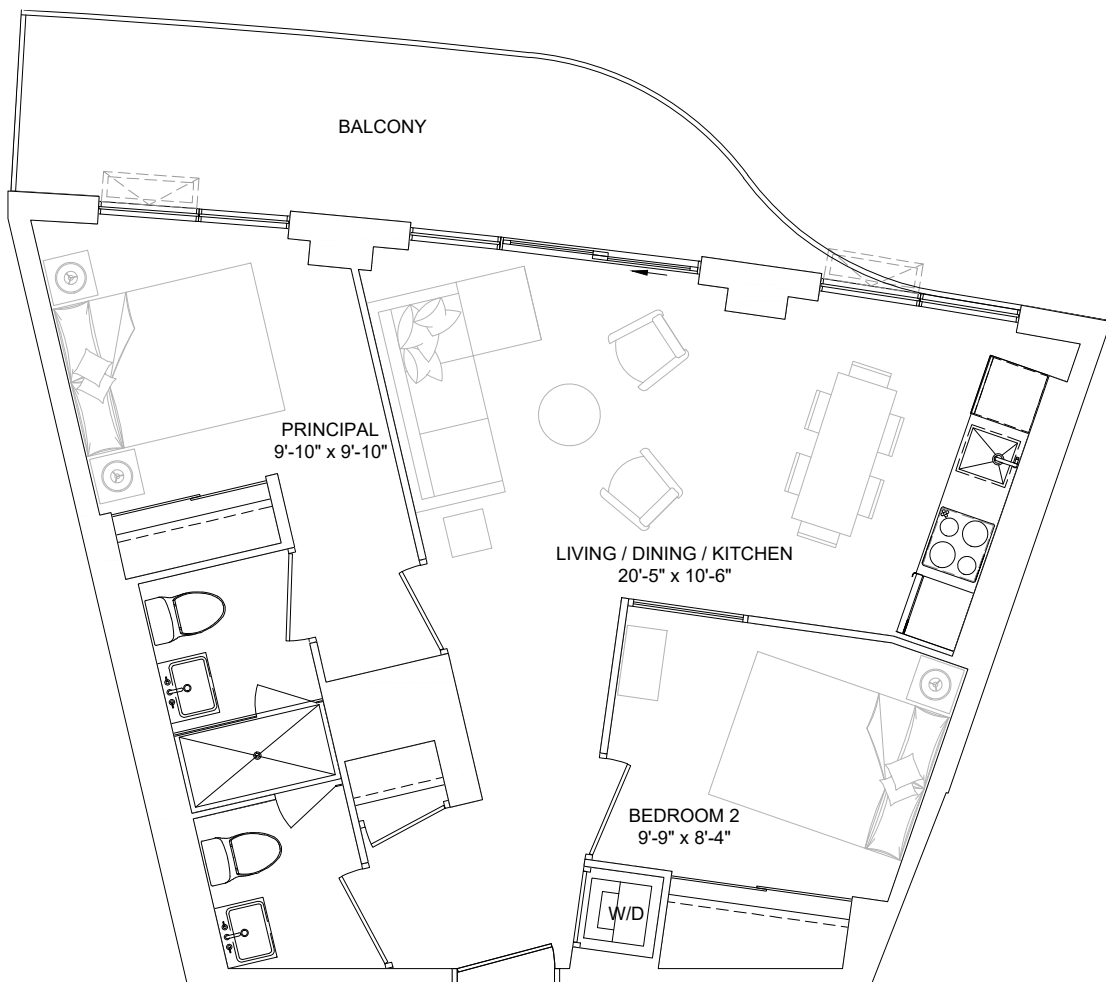 BALCONY
PRINCIPAL
9'-10" x 9'-10"
LIVING / DINING / KITCHEN
20'-5" x 10'-6"
BEDROOM 2
9'-9" x 8'-4"
W/D